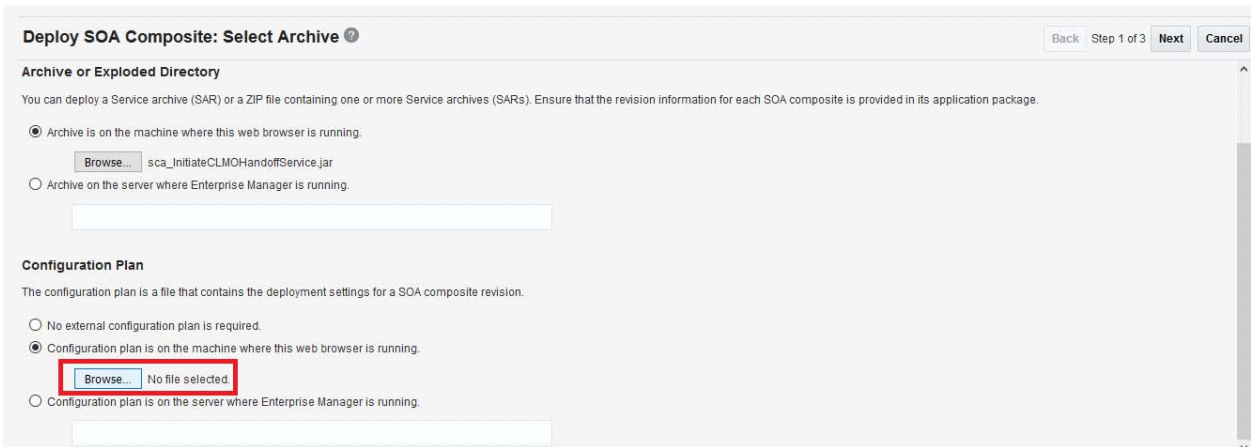 Deploy SOA Composite: Select Archive ?
Back Step 1 of 3 Next Cancel
Archive or Exploded Directory
You can deploy a Service archive (SAR) or a ZIP file containing one or more Service archives (SARs). Ensure that the revision information for each SOA composite is provided in its application package.
Archive is on the machine where this web browser is running.
Browse... sca_InitiateCLMOHandoffService.jar
Archive on the server where Enterprise Manager is running.
Configuration Plan
The configuration plan is a file that contains the deployment settings for a SOA composite revision.
No external configuration plan is required.
Configuration plan is on the machine where this web browser is running.
Browse... No file selected.
Configuration plan is on the server where Enterprise Manager is running.